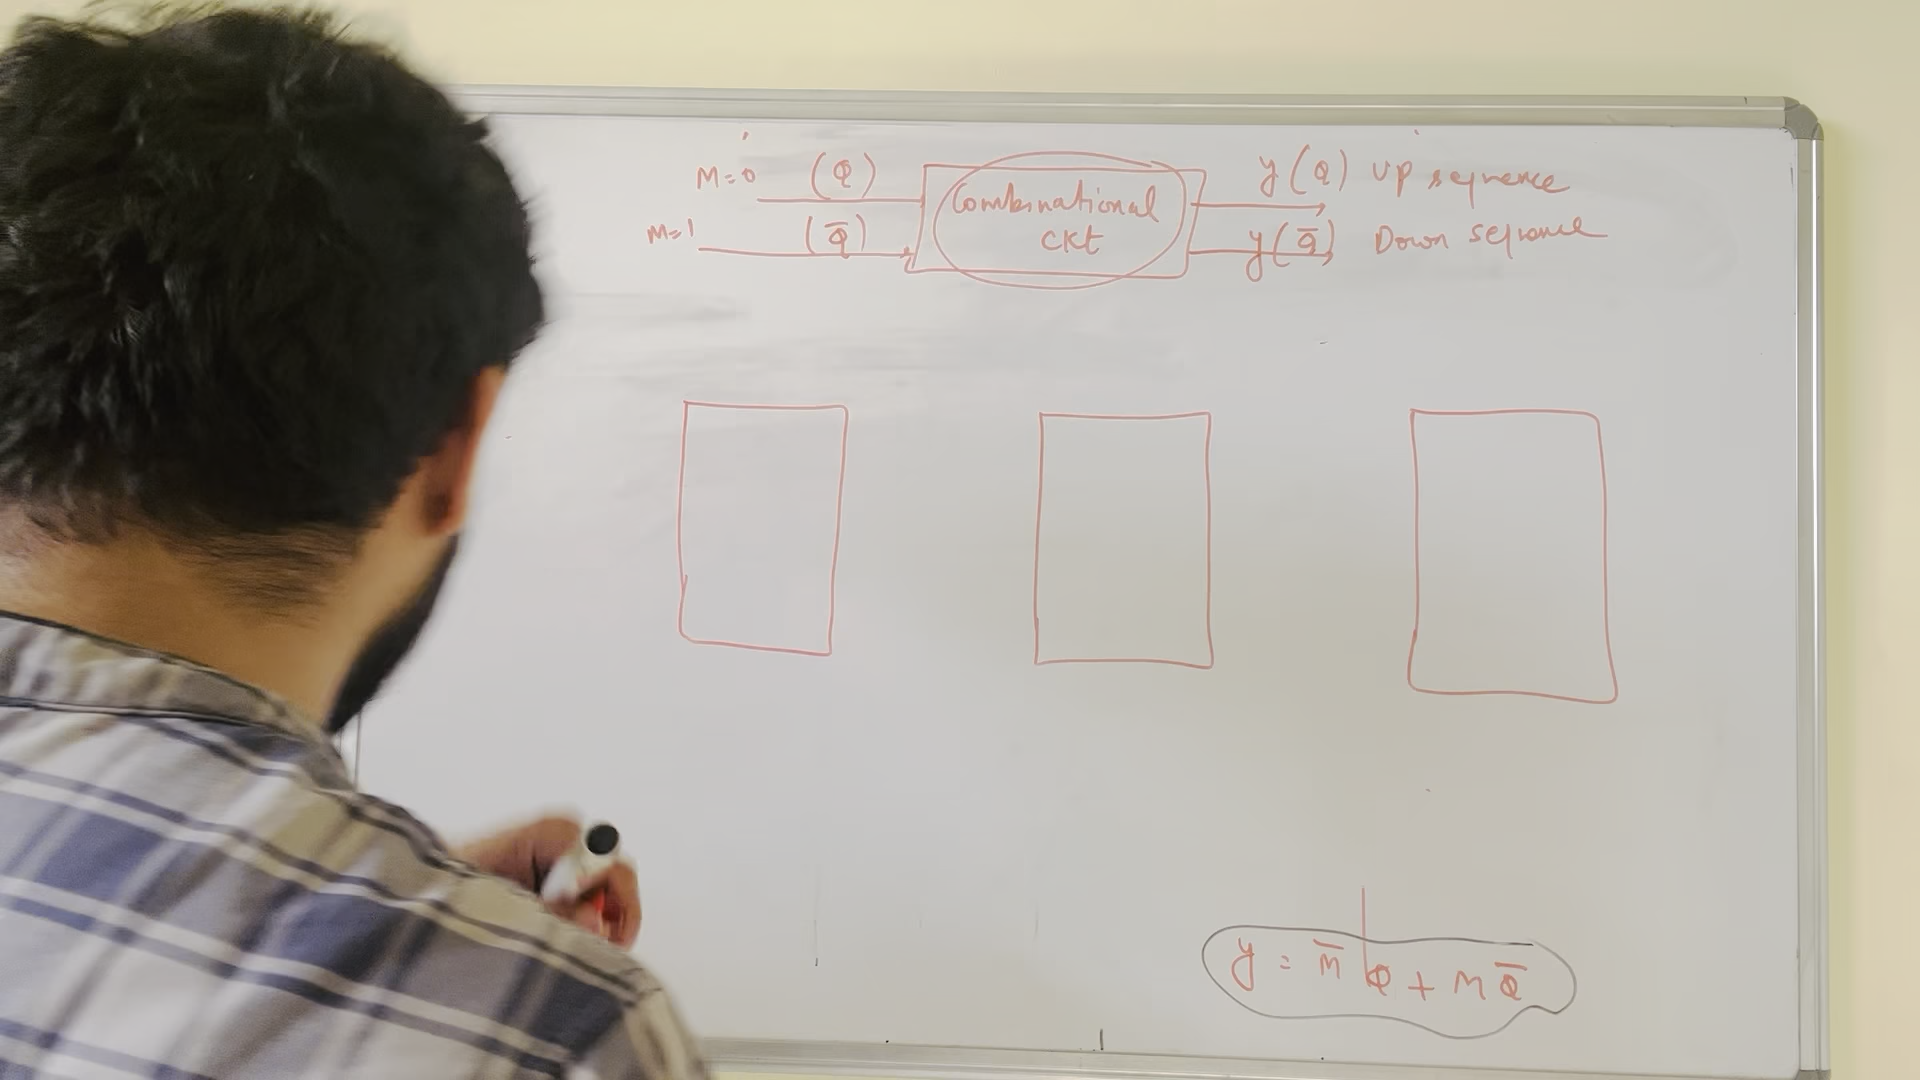 M=0 (Q) Combinational y(Q) UP sequence
M=1 (Q̅) CKt y(Q̅) Down sequence
y = M̅Q + MQ̅